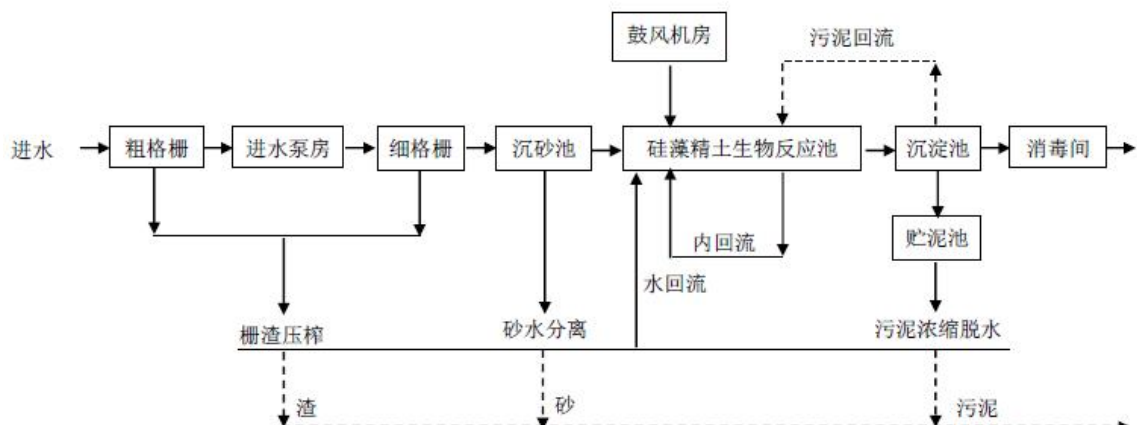 鼓风机房
污泥回流
进水
粗格栅
进水泵房
细格栅
沉砂池
硅藻精土生物反应池
沉淀池
消毒间
内回流
贮泥池
水回流
栅渣压榨
砂水分离
污泥浓缩脱水
渣
砂
污泥